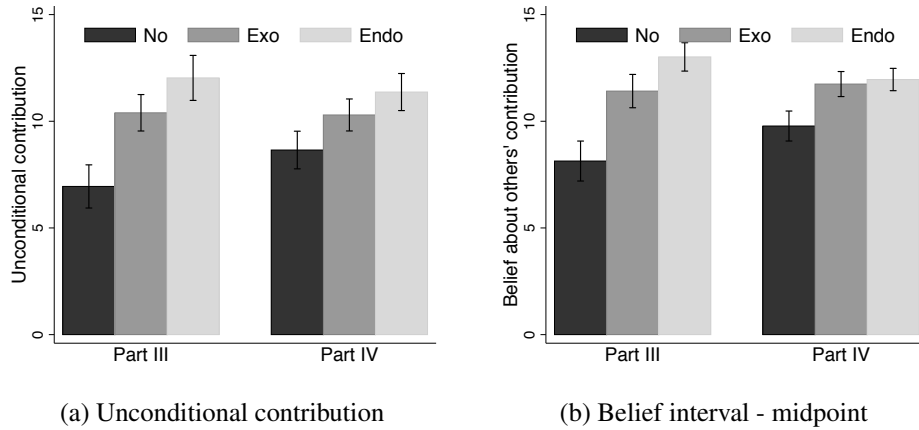 15
10
5
0
Unconditional contribution
No Exo Endo
Part III Part IV
(a) Unconditional contribution
15
10
5
0
Belief about others' contribution
No Exo Endo
Part III Part IV
(b) Belief interval - midpoint